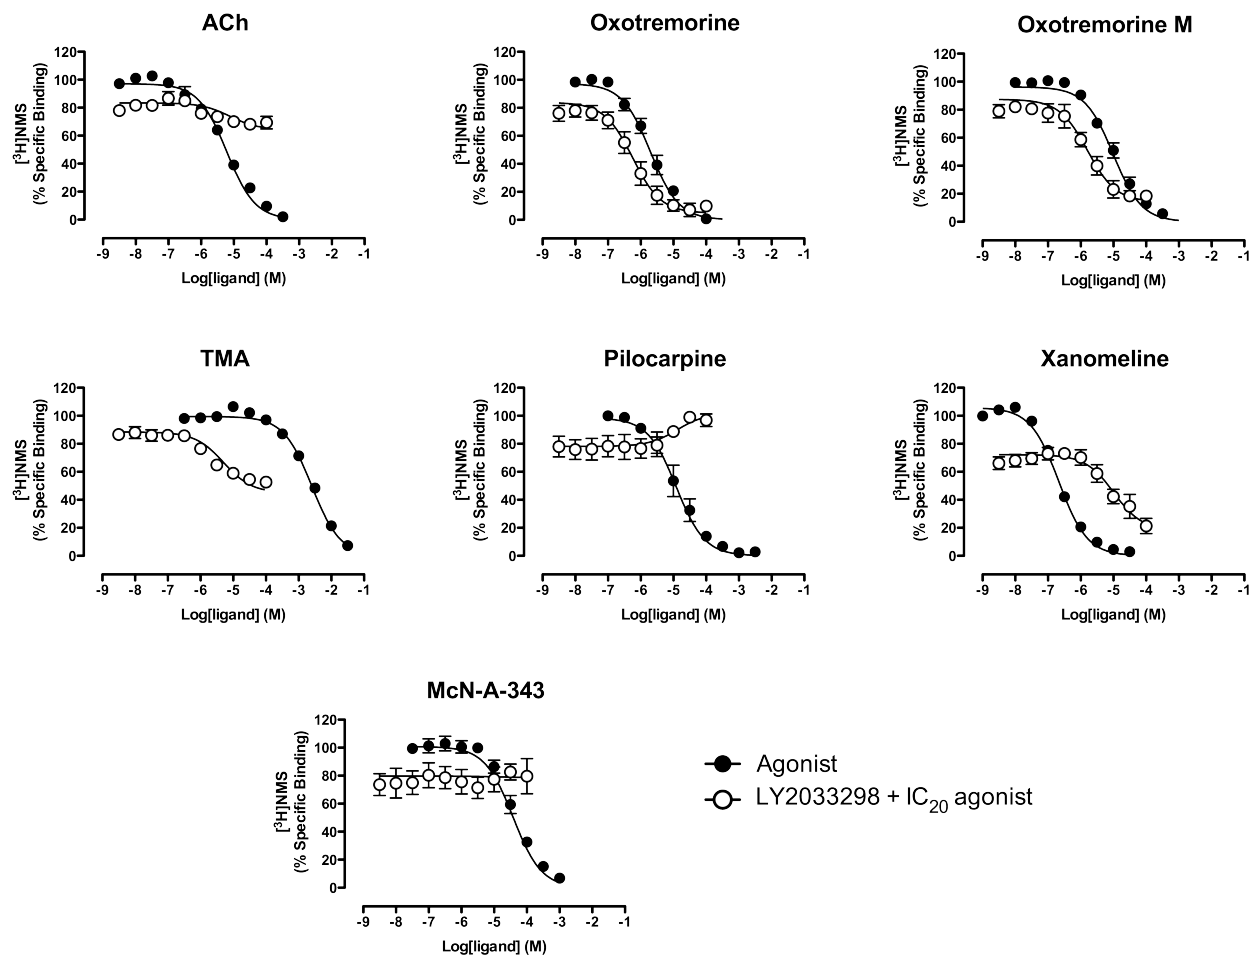 ACh
[³H]NMS
(% Specific Binding)
120
100
80
60
40
20
0
-9 -8 -7 -6 -5 -4 -3 -2 -1
Log[ligand] (M)
Oxotremorine
[³H]NMS
(% Specific Binding)
120
100
80
60
40
20
0
-9 -8 -7 -6 -5 -4 -3 -2 -1
Log[ligand] (M)
Oxotremorine M
[³H]NMS
(% Specific Binding)
120
100
80
60
40
20
0
-9 -8 -7 -6 -5 -4 -3 -2 -1
Log[ligand] (M)
TMA
[³H]NMS
(% Specific Binding)
120
100
80
60
40
20
0
-9 -8 -7 -6 -5 -4 -3 -2 -1
Log[ligand] (M)
Pilocarpine
[³H]NMS
(% Specific Binding)
120
100
80
60
40
20
0
-9 -8 -7 -6 -5 -4 -3 -2 -1
Log[ligand] (M)
Xanomeline
[³H]NMS
(% Specific Binding)
120
100
80
60
40
20
0
-9 -8 -7 -6 -5 -4 -3 -2 -1
Log[ligand] (M)
McN-A-343
[³H]NMS
(% Specific Binding)
120
100
80
60
40
20
0
-9 -8 -7 -6 -5 -4 -3 -2 -1
Log[ligand] (M)
Agonist
LY2033298 + IC₂₀ agonist